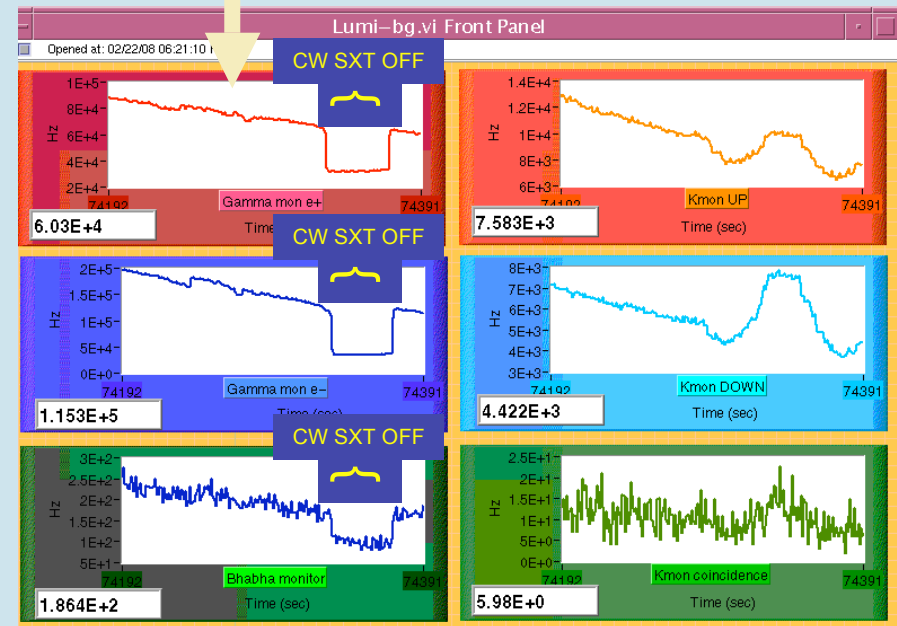 Lumi-bg.vi Front Panel
Opened at: 02/22/08 06:21:10
CW SXT OFF
1E+5
8E+4
6E+4
4E+4
2E+4
Hz
74192
Gamma mon e+
74391
6.03E+4
Time
1.4E+4
1.2E+4
1E+4
8E+3
6E+3
Hz
74192
Kmon UP
74391
7.583E+3
Time (sec)
CW SXT OFF
2E+5
1.5E+5
1E+5
5E+4
0E+0
Hz
74192
Gamma mon e-
74391
1.153E+5
Time (sec)
8E+3
7E+3
6E+3
5E+3
4E+3
3E+3
Hz
74192
Kmon DOWN
74391
4.422E+3
Time (sec)
CW SXT OFF
3E+2
2.5E+2
2E+2
1.5E+2
1E+2
5E+1
Hz
74192
Bhabha monitor
74391
1.864E+2
Time (sec)
2.5E+1
2E+1
1.5E+1
1E+1
5E+0
0E+0
Hz
74192
Kmon coincidence
74391
5.98E+0
Time (sec)